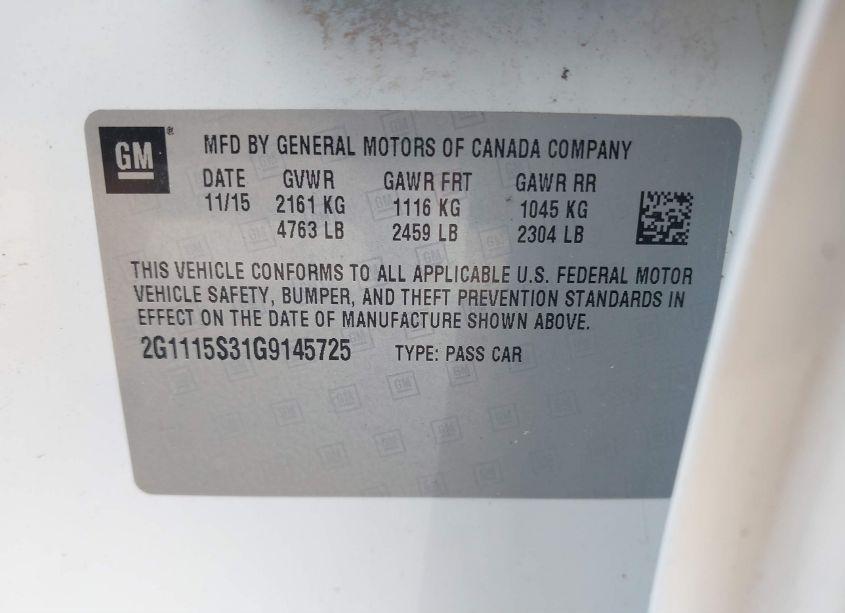 GM®
MFD BY GENERAL MOTORS OF CANADA COMPANY
DATE GVWR GAWR FRT GAWR RR
11/15 2161 KG 1116 KG 1045 KG
4763 LB 2459 LB 2304 LB
THIS VEHICLE CONFORMS TO ALL APPLICABLE U.S. FEDERAL MOTOR
VEHICLE SAFETY, BUMPER, AND THEFT PREVENTION STANDARDS IN
EFFECT ON THE DATE OF MANUFACTURE SHOWN ABOVE.
2G1115S31G9145725 TYPE: PASS CAR